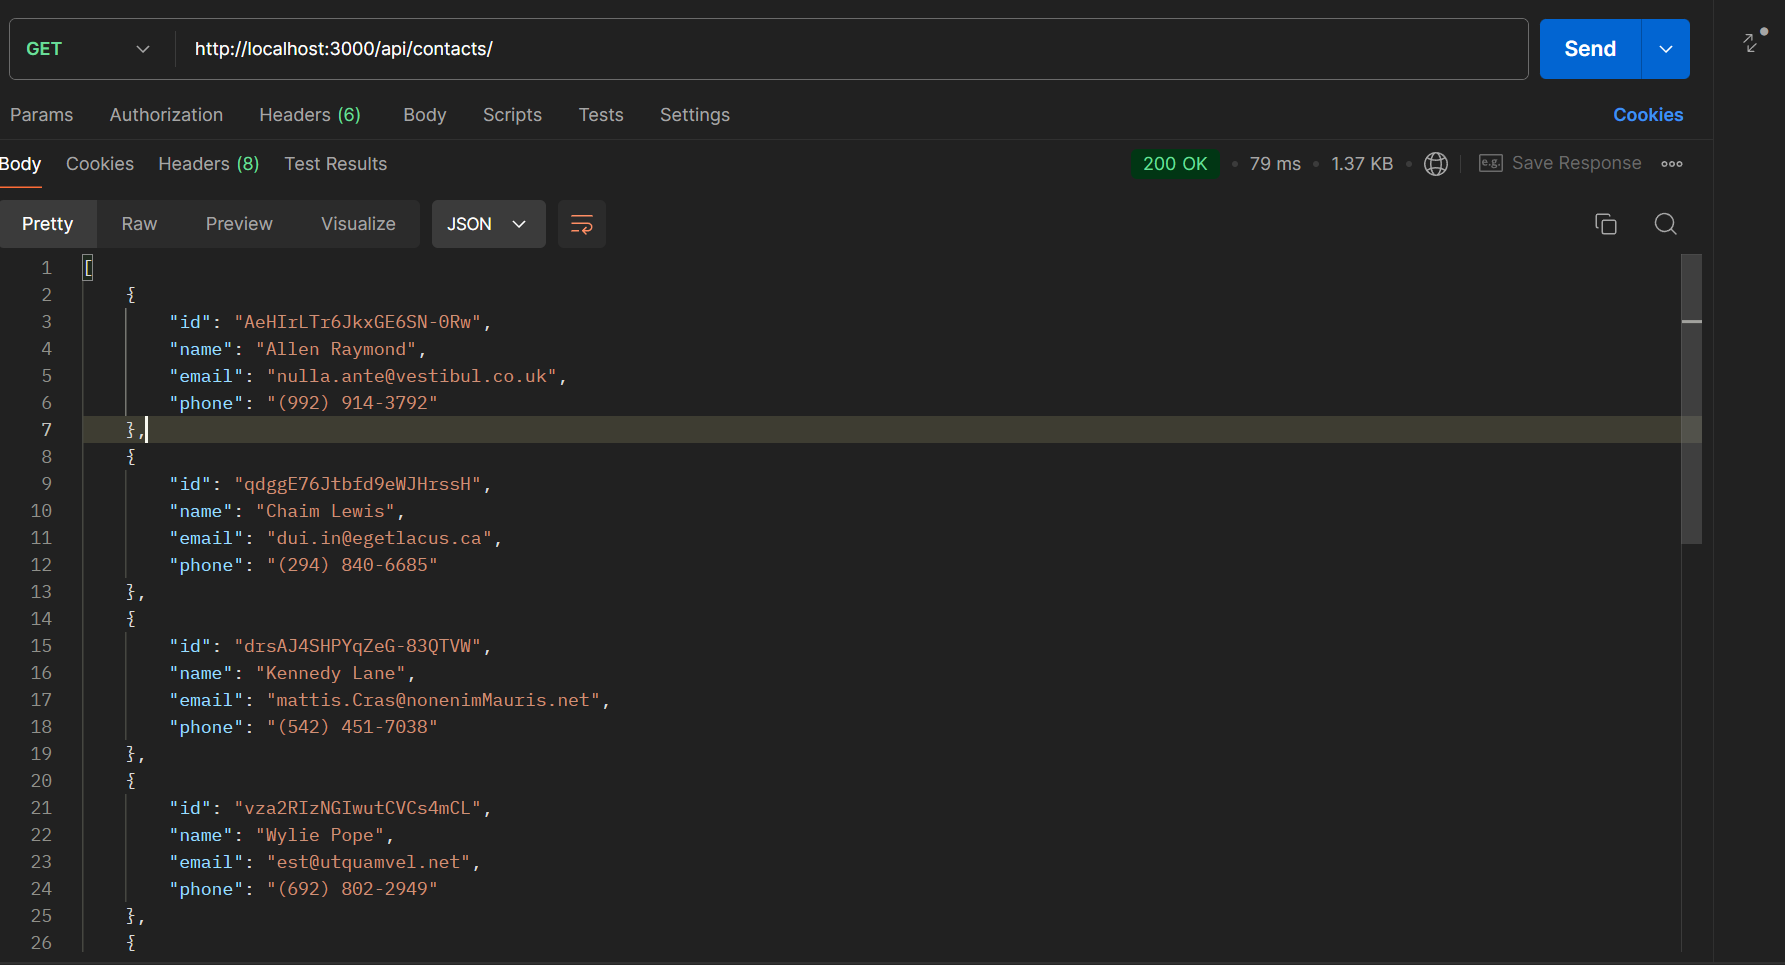 GET http://localhost:3000/api/contacts/ Send
Params Authorization Headers (6) Body Scripts Tests Settings Cookies
Body Cookies Headers (8) Test Results 200 OK • 79 ms • 1.37 KB • e.g. Save Response
Pretty Raw Preview Visualize JSON
1 [
2 {
3 "id": "AeHIrLTr6JkxGE6SN-0Rw",
4 "name": "Allen Raymond",
5 "email": "nulla.ante@vestibul.co.uk",
6 "phone": "(992) 914-3792"
7 },
8 {
9 "id": "qdggE76Jtbfd9eWJHrssH",
10 "name": "Chaim Lewis",
11 "email": "dui.in@egetlacus.ca",
12 "phone": "(294) 840-6685"
13 },
14 {
15 "id": "drsAJ4SHPYqZeG-83QTVW",
16 "name": "Kennedy Lane",
17 "email": "mattis.Cras@nonenimMauris.net",
18 "phone": "(542) 451-7038"
19 },
20 {
21 "id": "vza2RIzNGIwutCVCs4mCL",
22 "name": "Wylie Pope",
23 "email": "est@utquamvel.net",
24 "phone": "(692) 802-2949"
25 },
26 {